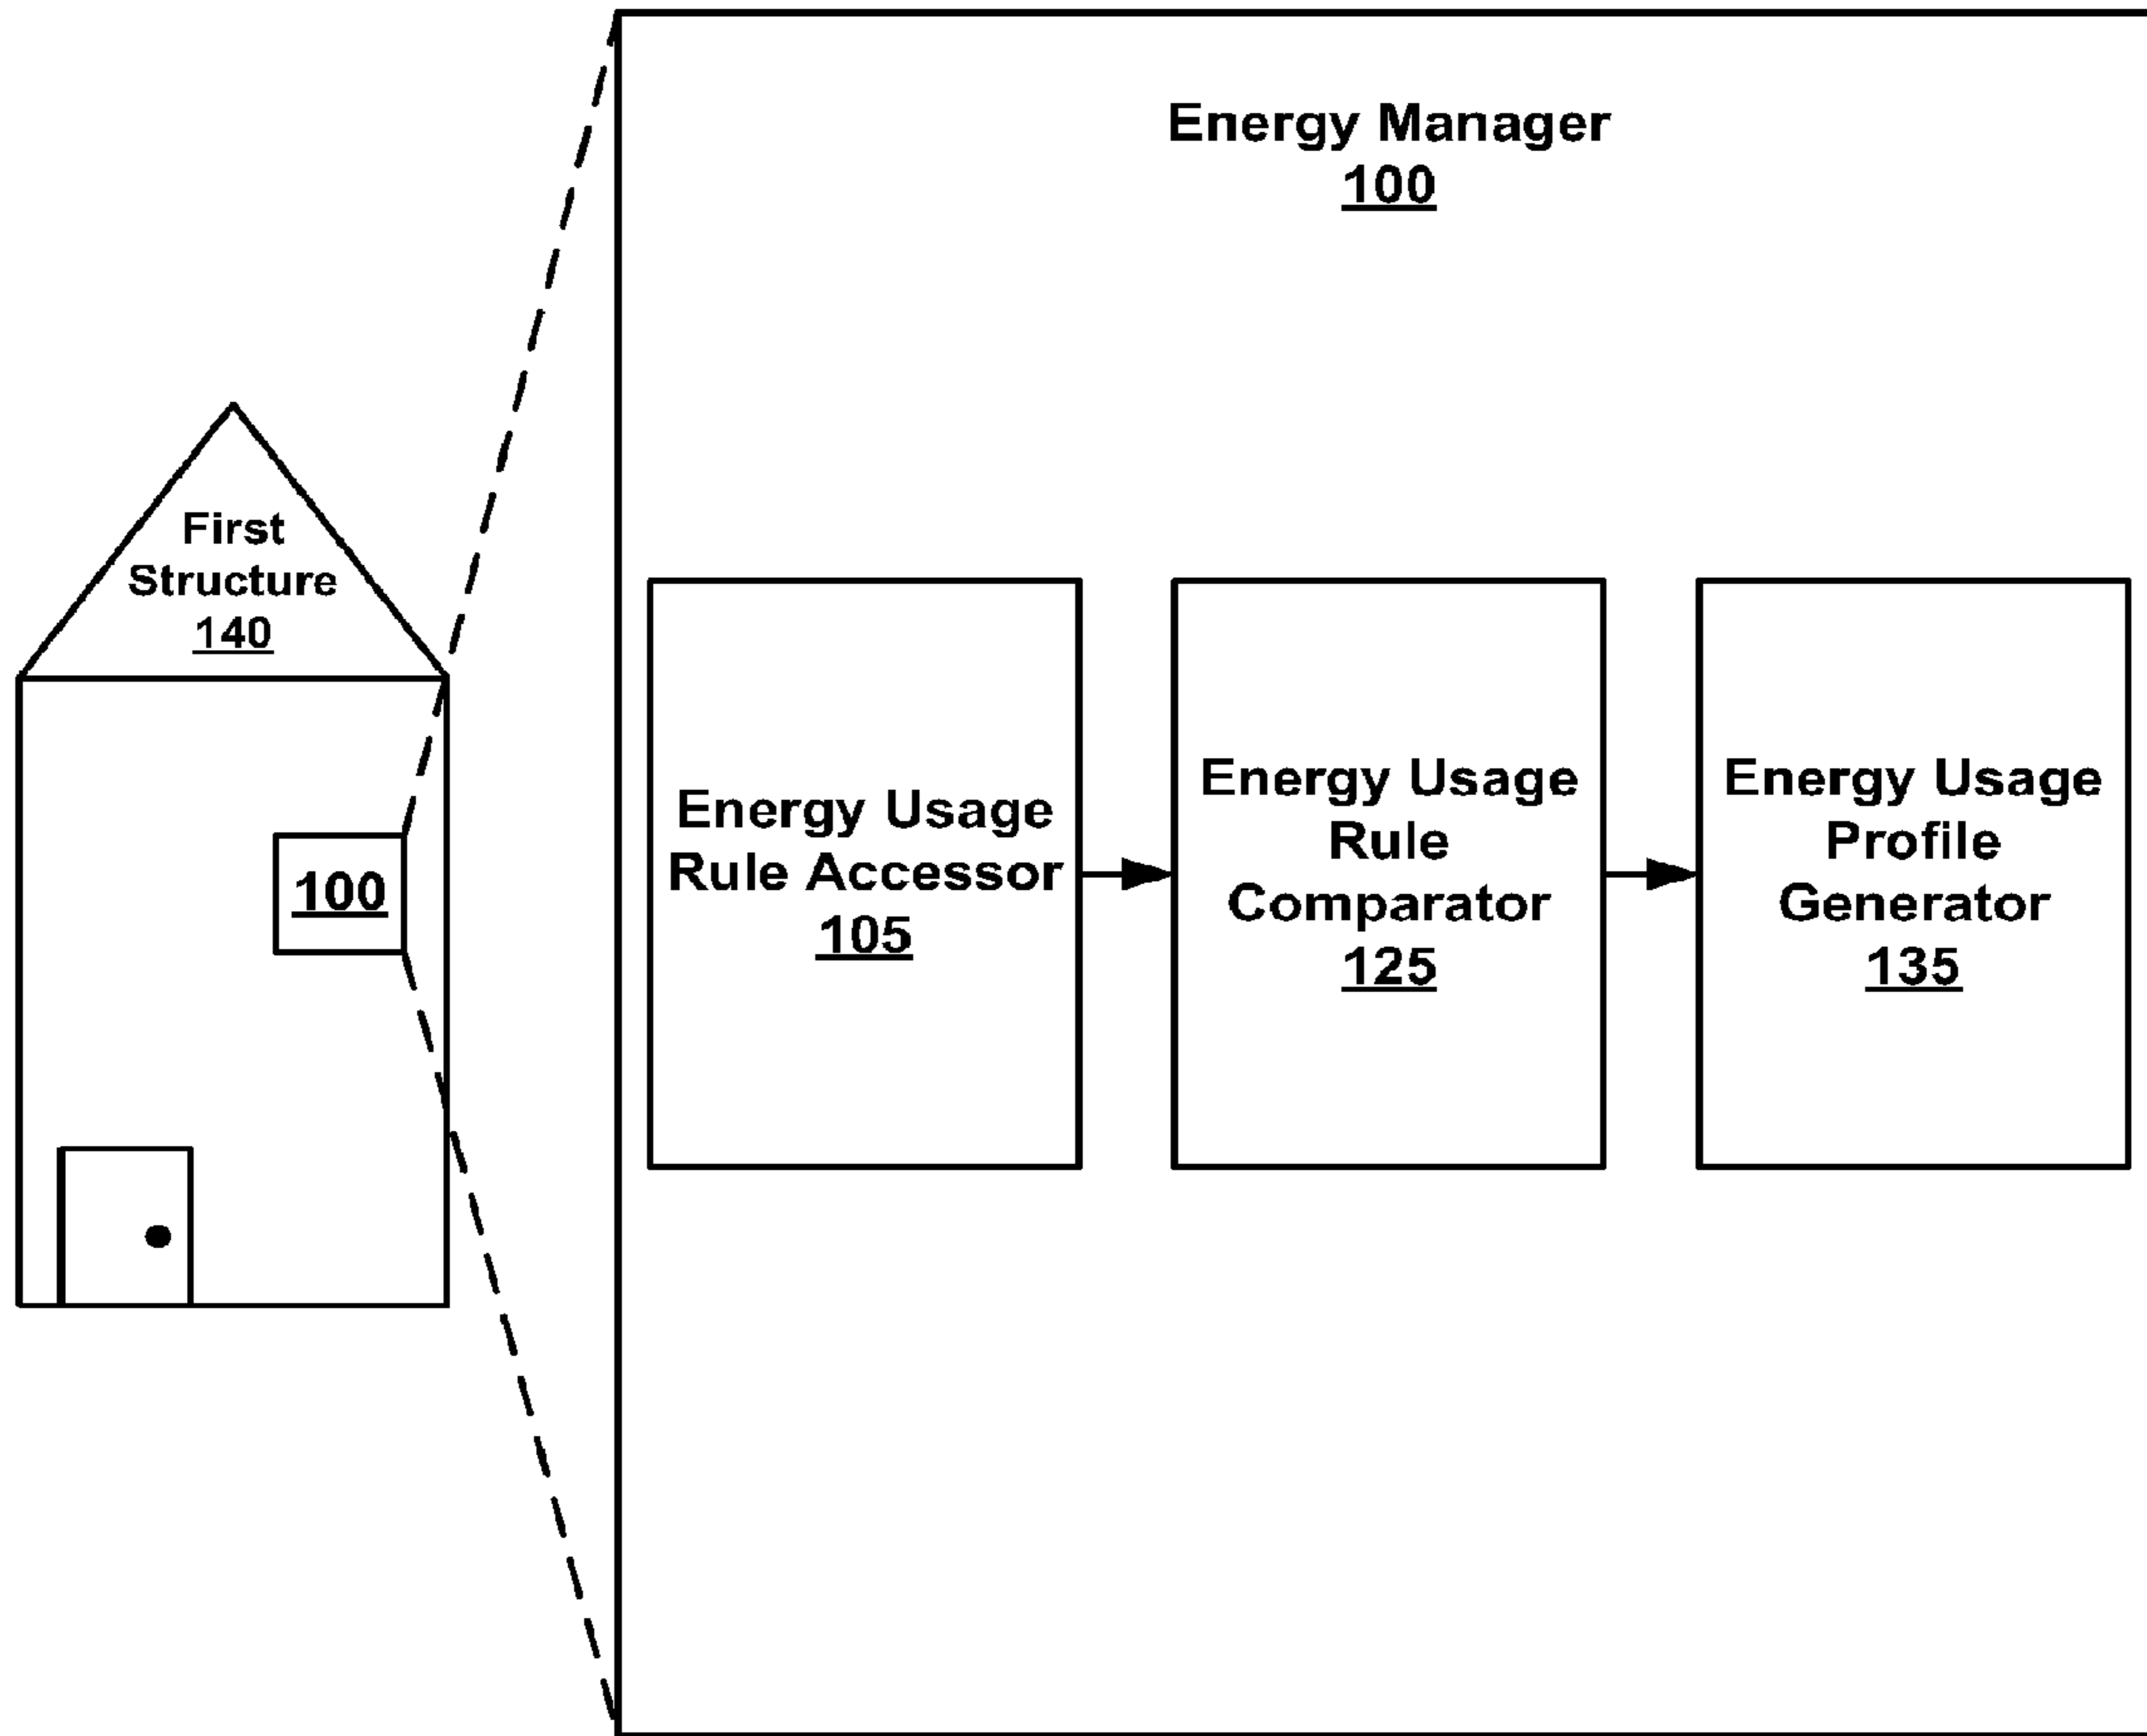 Energy Manager
100
First
Structure
140
100
Energy Usage
Rule Accessor
105
Energy Usage
Rule
Comparator
125
Energy Usage
Profile
Generator
135